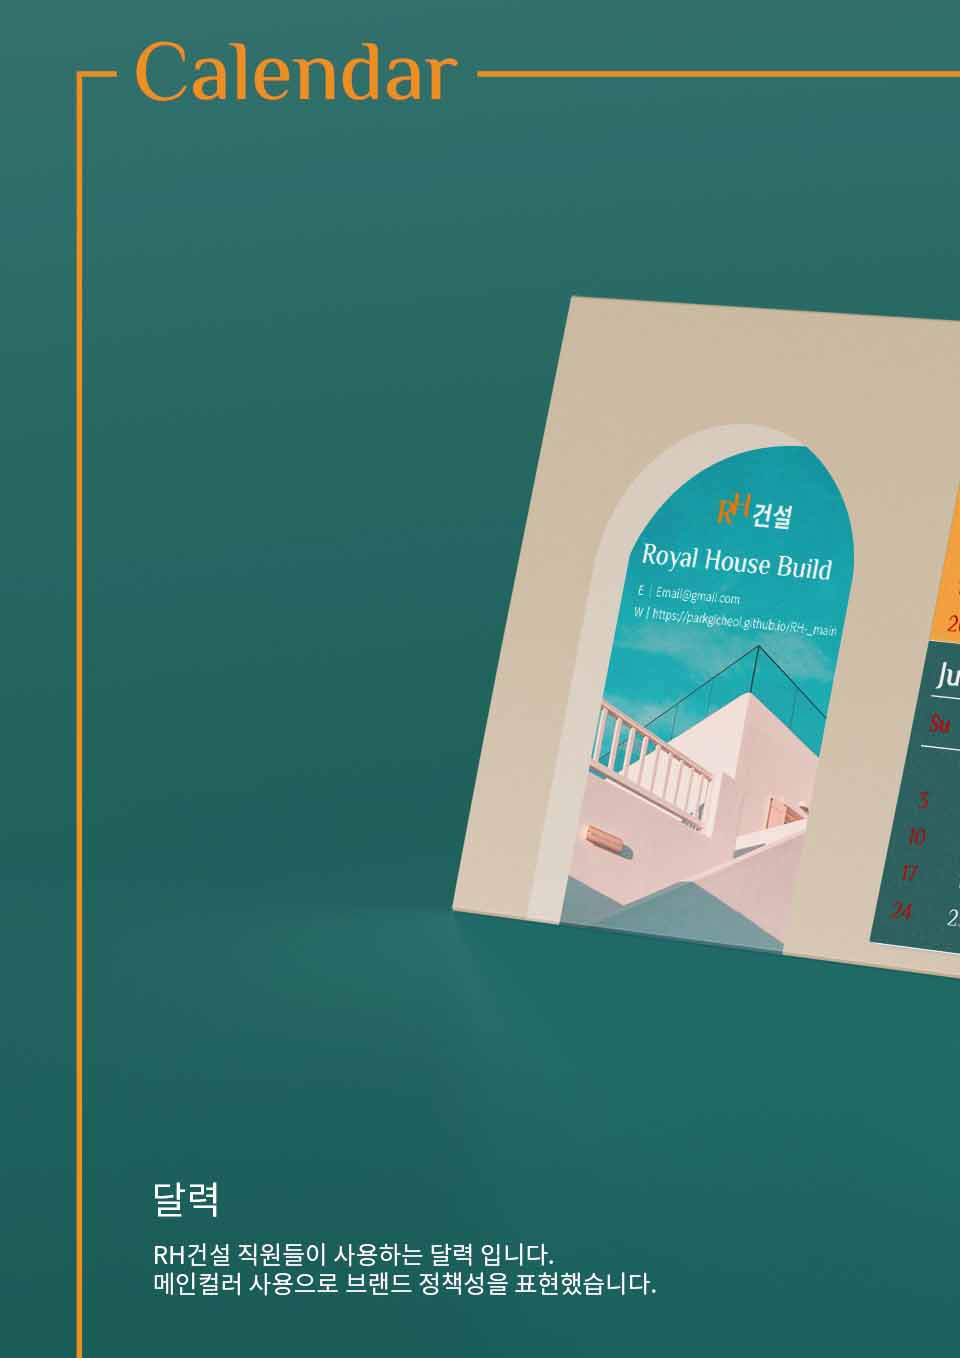 Calendar
RH건설
Royal House Build
E | Email@gmail.com
W | https://parkgicheol.github.io/RH-_main
Su
3
10
17
24
달력
RH건설 직원들이 사용하는 달력 입니다.
메인컬러 사용으로 브랜드 정책성을 표현했습니다.